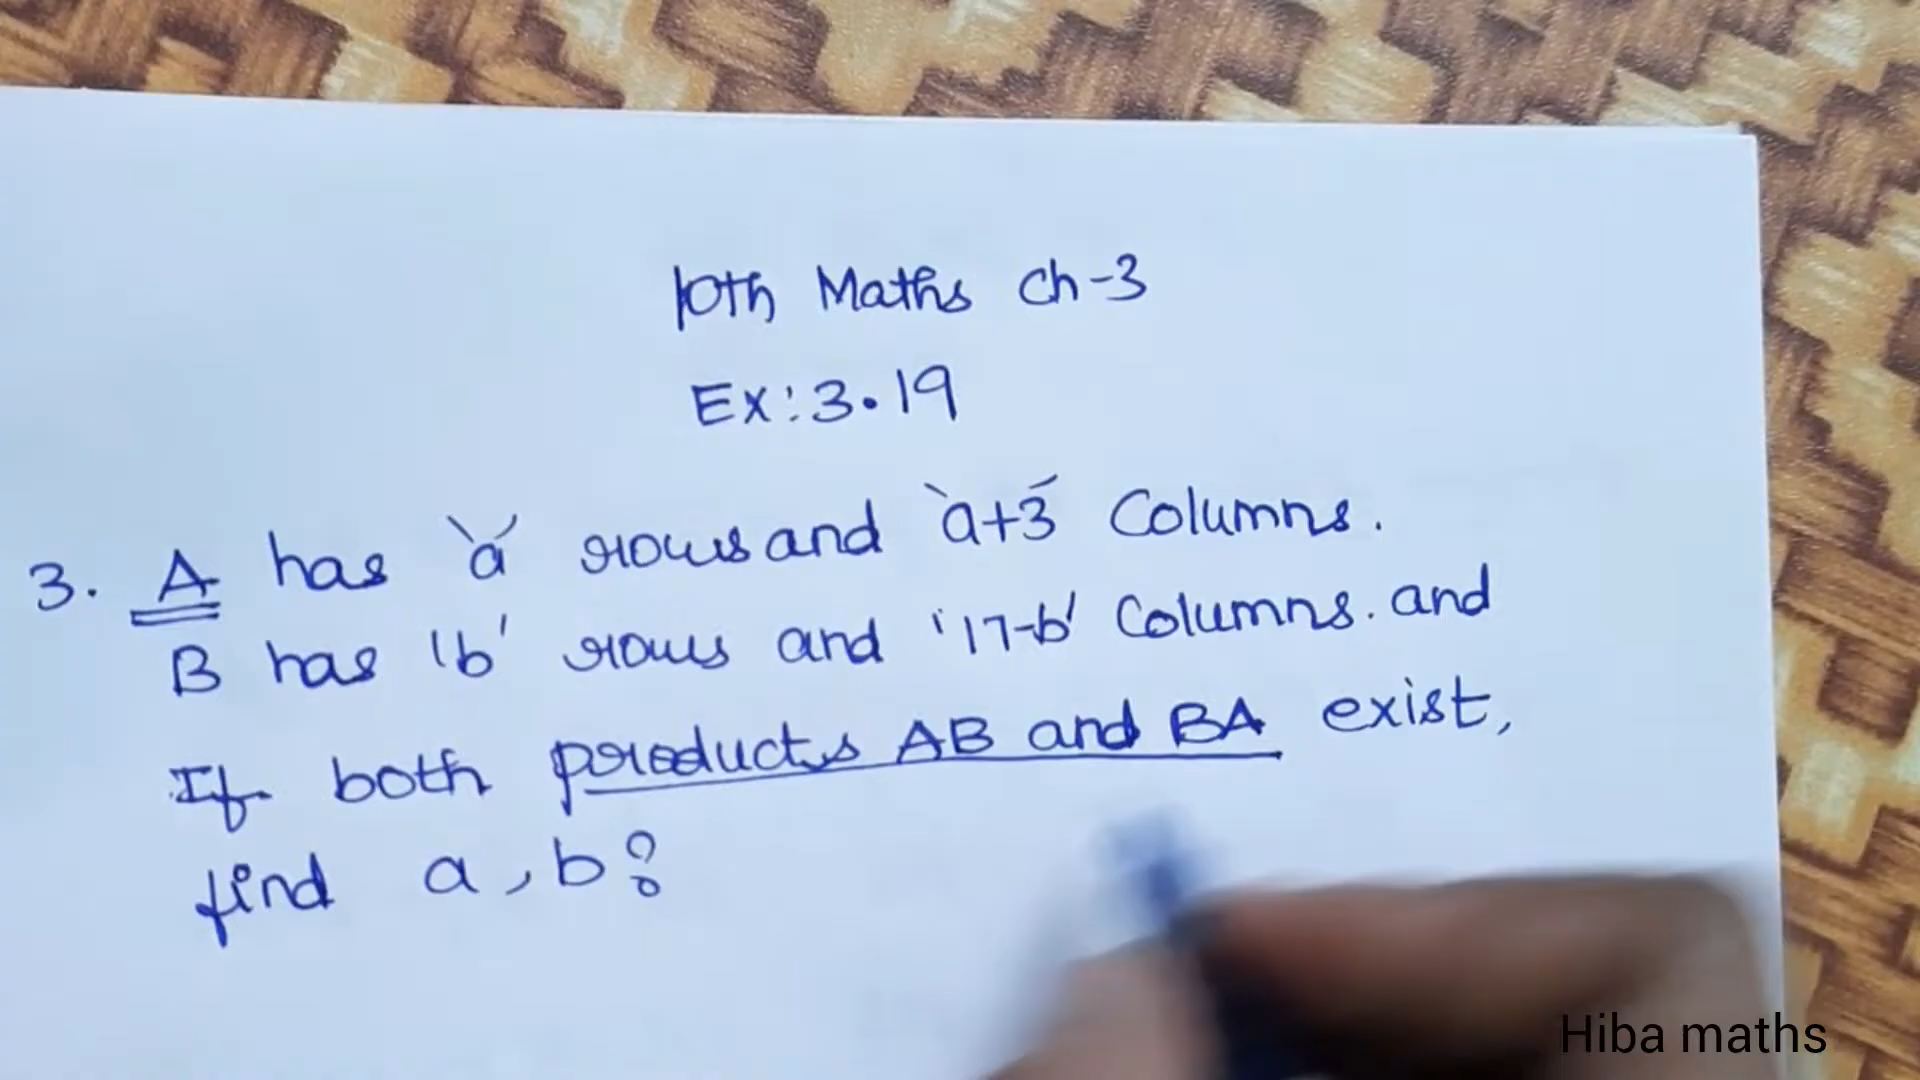 10th Maths Ch-3
Ex: 3.19
3. A has 'a' rows and 'a+3' Columns.
B has 'b' rows and '17-b' Columns. and
If both products AB and BA exist,
find a, b?
Hiba maths